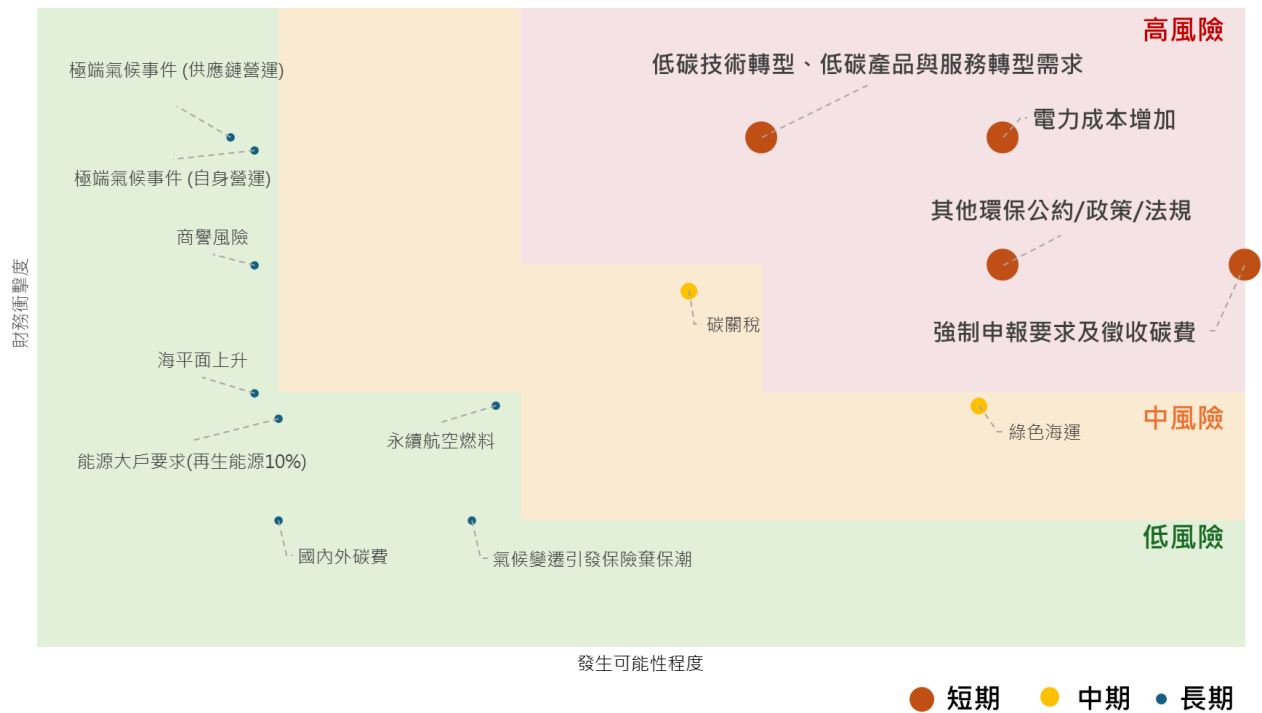 高風險
低碳技術轉型、低碳產品與服務轉型需求
極端氣候事件 (供應鏈營運)
電力成本增加
極端氣候事件 (自身營運)
其他環保公約/政策/法規
商譽風險
財務衝擊度
碳關稅
強制申報要求及徵收碳費
海平面上升
中風險
綠色海運
永續航空燃料
能源大戶要求(再生能源10%)
低風險
國內外碳費
氣候變遷引發保險棄保潮
發生可能性程度
短期
中期
長期